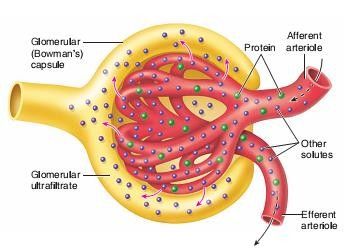 Glomerular
(Bowman's)
capsule
Protein
Afferent
arteriole
Other
solutes
Glomerular
ultrafiltrate
Efferent
arteriole